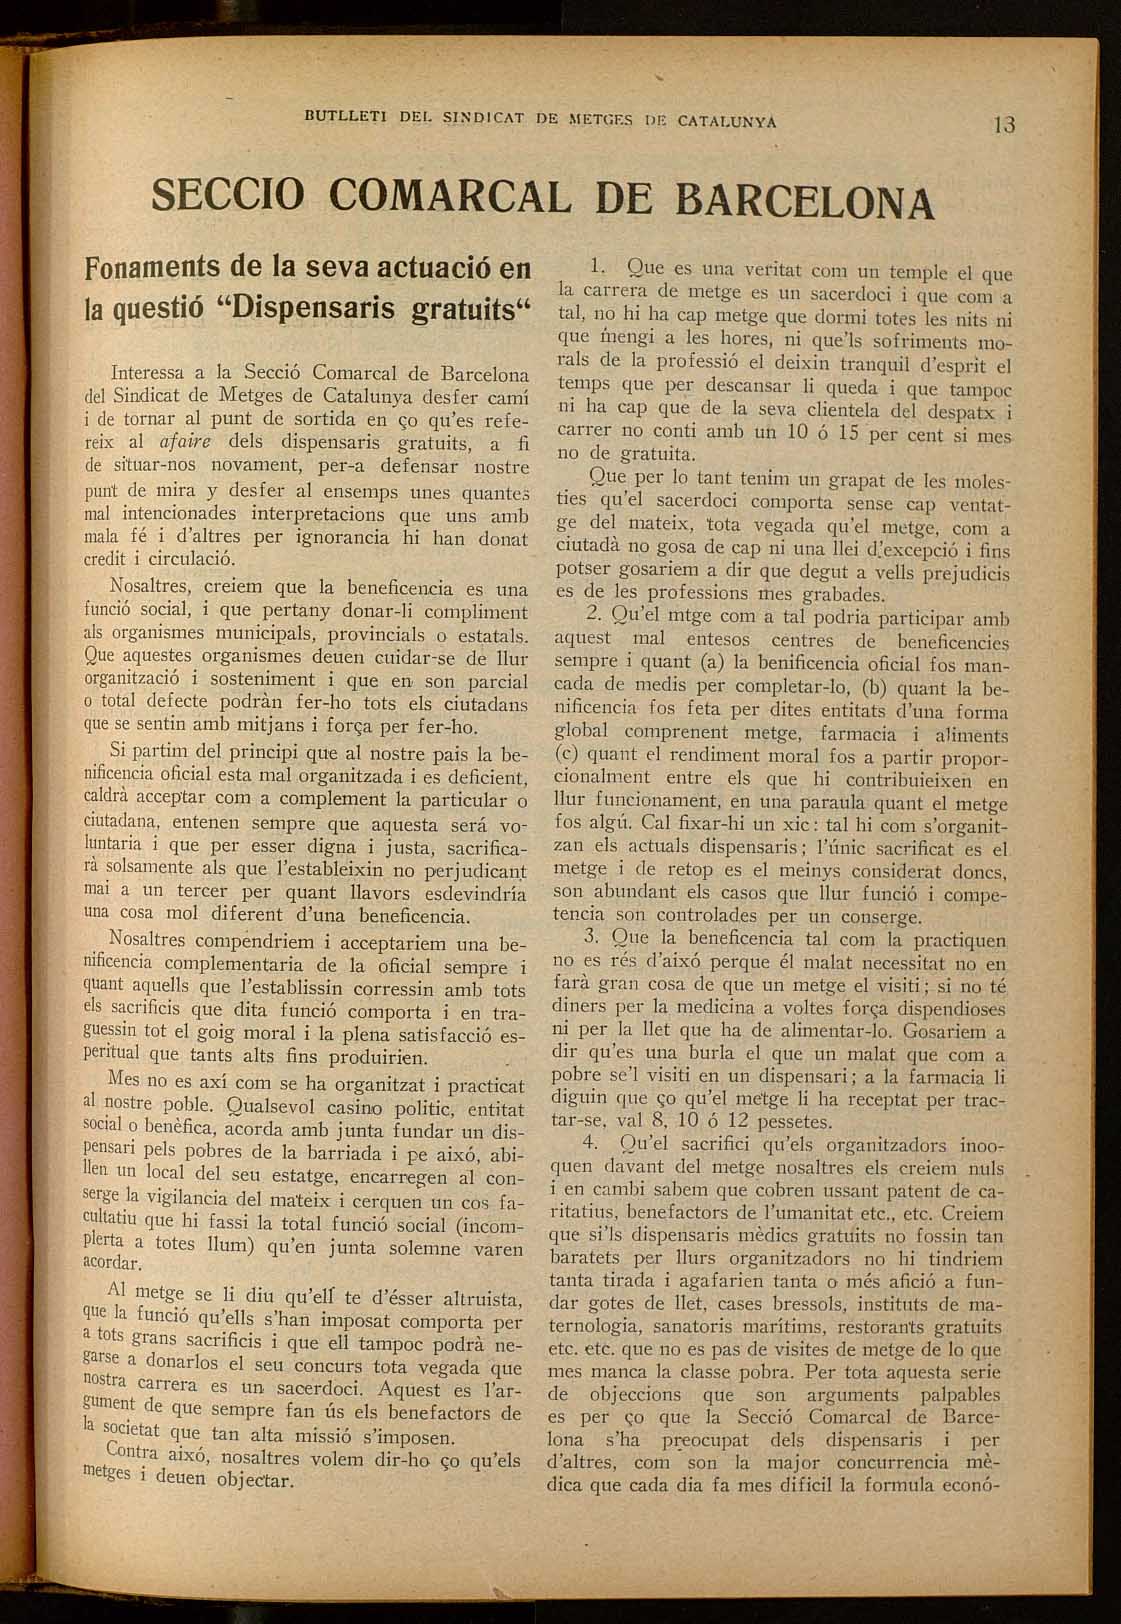 BUTLLETI DEL SINDICAT DE METGES DE CATALUNYA
13
SECCIO COMARCAL DE BARCELONA
Fonaments de la seva actuació en
la questió “Dispensaris gratuits“
Interessa a la Secció Comarcal de Barcelona
del Sindicat de Metges de Catalunya desfer camí
i de tornar al punt de sortida en ço qu'es refe-
reix al afaire dels dispensaris gratuits, a fi
de situar-nos novament, per-a defensar nostre
punt de mira y desfer al ensemps unes quantes
mal intencionades interpretacions que uns amb
mala fé i d'altres per ignorancia hi han donat
credit i circulació.
Nosaltres, creiem que la beneficencia es una
funció social, i que pertany donar-li compliment
als organismes municipals, provincials o estatals.
Que aquestes organismes deuen cuidar-se de llur
organització i sosteniment i que en son parcial
o total defecte podràn fer-ho tots els ciutadans
que se sentin amb mitjans i força per fer-ho.
Si partim del principi que al nostre pais la be-
nificencia oficial esta mal organitzada i es deficient,
caldrà acceptar com a complement la particular o
ciutadana, entenen sempre que aquesta será vo-
luntaria i que per esser digna i justa, sacrifica-
rà solsamente als que l'estableixin no perjudicant
mai a un tercer per quant llavors esdevindría
una cosa mol diferent d'una beneficencia.
Nosaltres compendriem i acceptariem una be-
nificencia complementaria de la oficial sempre i
quant aquells que l'establissin corressin amb tots
els sacrificis que dita funció comporta i en tra-
guessin tot el goig moral i la plena satisfacció es-
peritual que tants alts fins produirien.
Mes no es axí com se ha organitzat i practicat
al nostre poble. Qualsevol casino politic, entitat
social o benèfica, acorda amb junta fundar un dis-
pensari pels pobres de la barriada i pe aixó, abi-
llen un local del seu estatge, encarregen al con-
serge la vigilancia del mateix i cerquen un cos fa-
cultatiu que hi fassi la total funció social (incom-
plerta a totes llum) qu'en junta solemne varen
acordar.
Al metge se li diu qu'elf te d'ésser altruista,
que la funció qu'ells s'han imposat comporta per
a tots grans sacrificis i que ell tampoc podrà ne-
garse a donarlos el seu concurs tota vegada que
nostra carrera es un sacerdoci. Aquest es l'ar-
gument de que sempre fan ús els benefactors de
la societat que tan alta missió s'imposen.
Contra aixó, nosaltres volem dir-ho ço qu'els
metges i deuen objectar.
1. Que es una veritat com un temple el que
la carrera de metge es un sacerdoci i que com a
tal, no hi ha cap metge que dormi totes les nits ni
que mengi a les hores, ni que'ls sofriments mo-
rals de la professió el deixin tranquil d'esprit el
temps que per descansar li queda i que tampoc
ni ha cap que de la seva clientela del despatx i
carrer no conti amb un 10 ó 15 per cent si mes
no de gratuita.
Que per lo tant tenim un grapat de les moles-
ties qu'el sacerdoci comporta sense cap ventat-
ge del mateix, tota vegada qu'el metge, com a
ciutadà no gosa de cap ni una llei d'excepció i fins
potser gosariem a dir que degut a vells prejudicis
es de les professions mes grabades.
2. Qu'el mtge com a tal podria participar amb
aquest mal entesos centres de beneficencies
sempre i quant (a) la benificencia oficial fos man-
cada de medis per completar-lo, (b) quant la be-
nificencia fos feta per dites entitats d'una forma
global comprenent metge, farmacia i aliments
(c) quant el rendiment moral fos a partir propor-
cionalment entre els que hi contribuieixen en
llur funcionament, en una paraula quant el metge
fos algú. Cal fixar-hi un xic: tal hi com s'organit-
zan els actuals dispensaris; l'únic sacrificat es el
metge i de retop es el meinys considerat doncs,
son abundant els casos que llur funció i compe-
tencia son controlades per un conserge.
3. Que la beneficencia tal com la practiquen
no es rés d'aixó perque él malat necessitat no en
farà gran cosa de que un metge el visiti; si no té
diners per la medicina a voltes força dispendioses
ni per la llet que ha de alimentar-lo. Gosariem a
dir qu'es una burla el que un malat que com a
pobre se'l visiti en un dispensari; a la farmacia li
diguin que ço qu'el metge li ha receptat per trac-
tar-se, val 8, 10 ó 12 pessetes.
4. Qu'el sacrifici qu'els organitzadors inoo-
quen davant del metge nosaltres els creiem nuls
i en cambi sabem que cobren ussant patent de ca-
ritatius, benefactors de l'umanitat etc., etc. Creiem
que si'ls dispensaris mèdics gratuits no fossin tan
baratets per llurs organitzadors no hi tindriem
tanta tirada i agafarien tanta o més afició a fun-
dar gotes de llet, cases bressols, instituts de ma-
ternologia, sanatoris marítims, restorants gratuits
etc. etc. que no es pas de visites de metge de lo que
mes manca la classe pobra. Per tota aquesta serie
de objeccions que son arguments palpables
es per ço que la Secció Comarcal de Barce-
lona s'ha preocupat dels dispensaris i per
d'altres, com son la major concurrencia mè-
dica que cada dia fa mes dificil la formula econó-